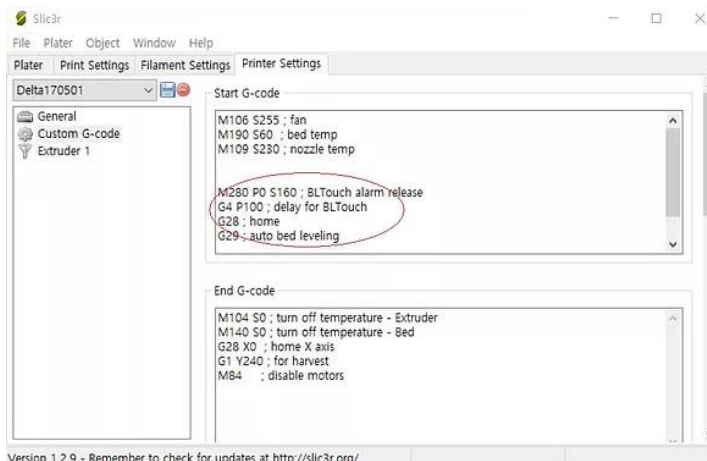 Slic3r
File Plater Object Window Help
Plater Print Settings Filament Settings Printer Settings
Delta170501
General
Custom G-code
Extruder 1
Start G-code
M106 S255 ; fan
M190 S60 ; bed temp
M109 S230 ; nozzle temp
M280 P0 S160 ; BLTouch alarm release
G4 P100 ; delay for BLTouch
G28 ; home
G29 ; auto bed leveling
End G-code
M104 S0 ; turn off temperature - Extruder
M140 S0 ; turn off temperature - Bed
G28 X0 ; home X axis
G1 Y240 ; for harvest
M84 ; disable motors
Version 1.2.9 - Remember to check for updates at http://slic3r.org/